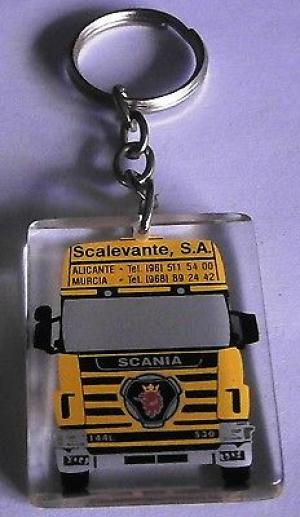 Scalevante, S.A.
ALICANTE - Tel. (96) 511 54 00
MURCIA - Tel. (968) 89 24 42
SCANIA
144L 530